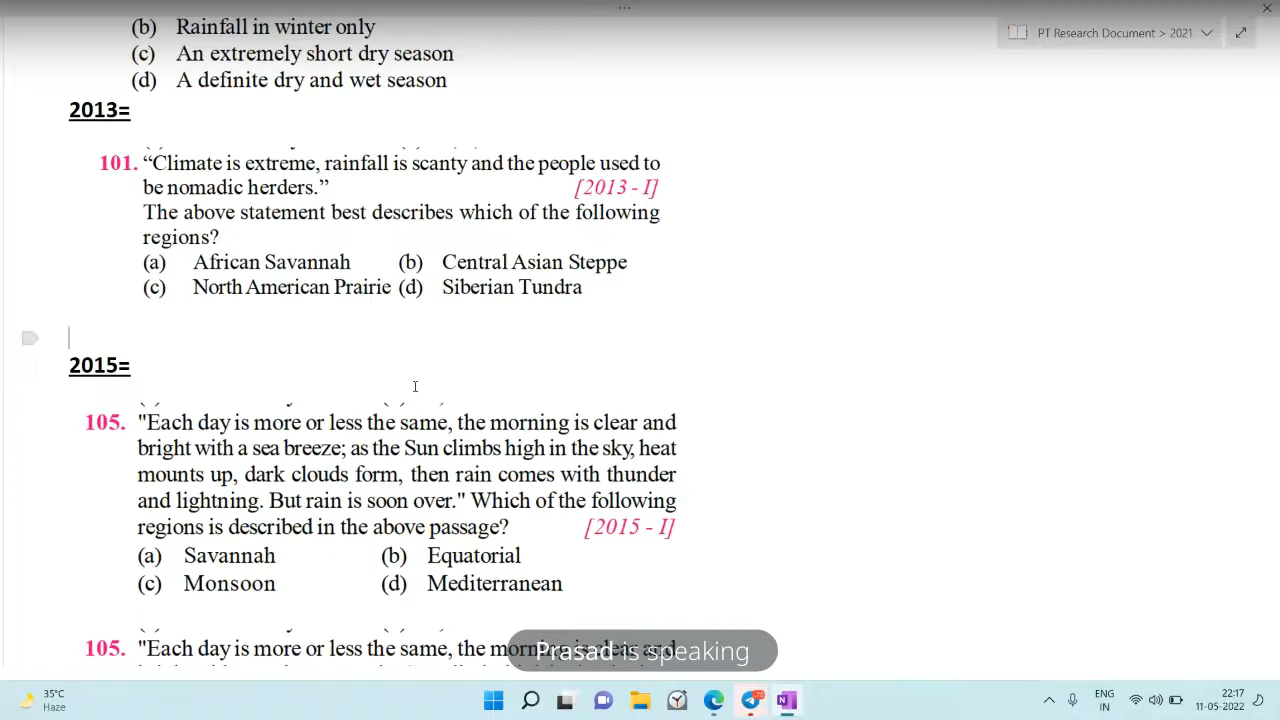 (b) Rainfall in winter only
PT Research Document > 2021
(c) An extremely short dry season
(d) A definite dry and wet season
2013=
101. “Climate is extreme, rainfall is scanty and the people used to
be nomadic herders.” [2013 - I]
The above statement best describes which of the following
regions?
(a) African Savannah (b) Central Asian Steppe
(c) North American Prairie (d) Siberian Tundra
2015=
105. "Each day is more or less the same, the morning is clear and
bright with a sea breeze; as the Sun climbs high in the sky, heat
mounts up, dark clouds form, then rain comes with thunder
and lightning. But rain is soon over." Which of the following
regions is described in the above passage? [2015 - I]
(a) Savannah (b) Equatorial
(c) Monsoon (d) Mediterranean
105. "Each day is more or less the same, the morning is clear and
Prasad is speaking
35°C
Haze
ENG
IN
22:17
11-05-2022